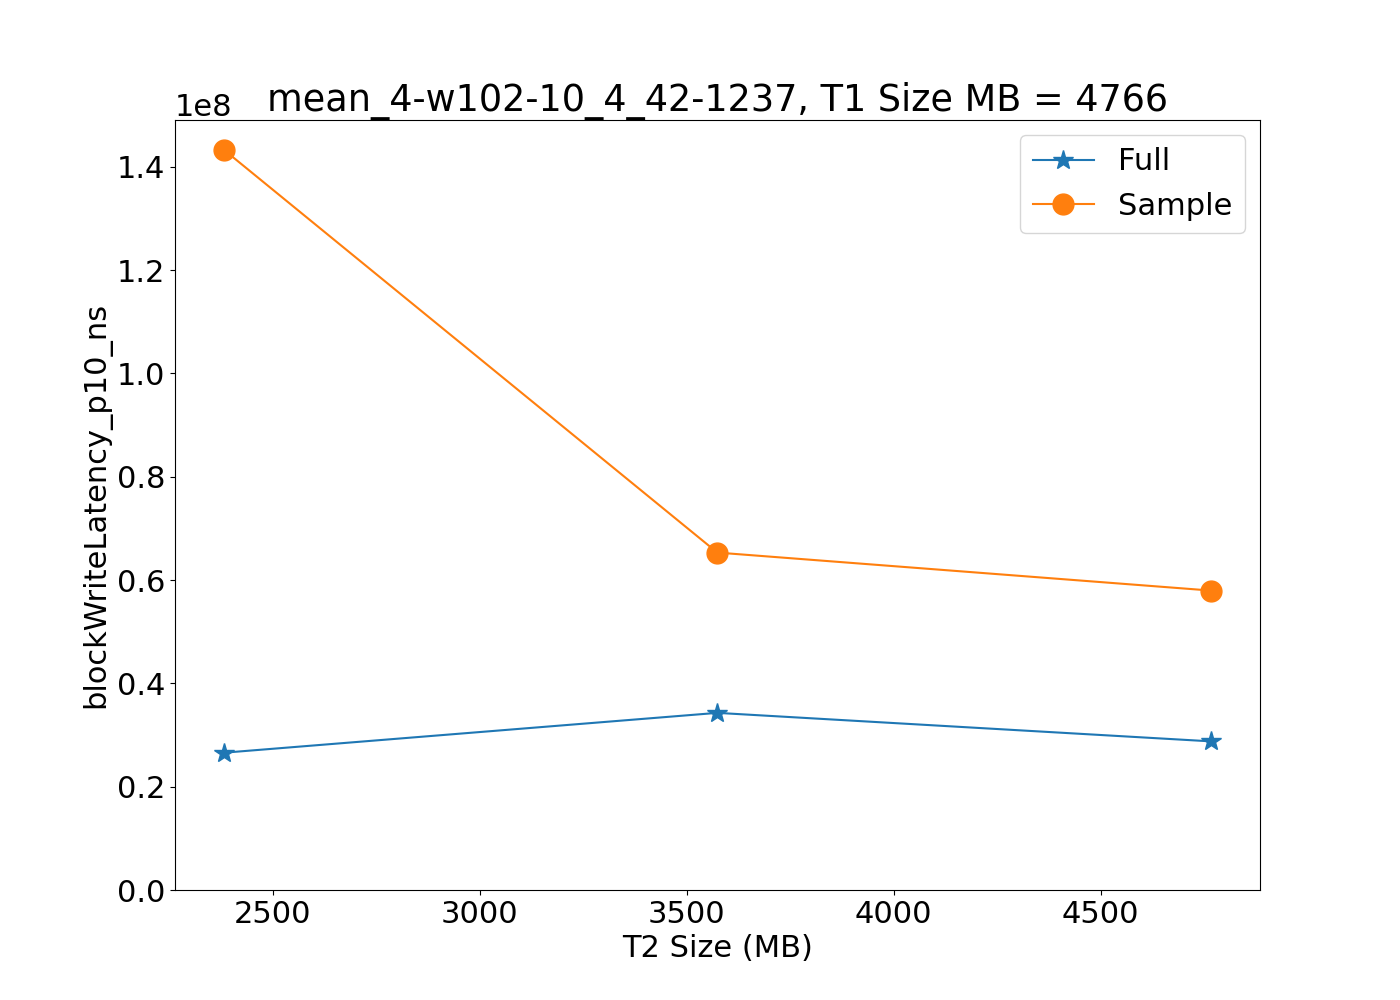 1e8
mean_4-w102-10_4_42-1237, T1 Size MB = 4766
Full
Sample
1.4
1.2
1.0
0.8
0.6
0.4
0.2
0.0
blockWriteLatency_p10_ns
2500 3000 3500 4000 4500
T2 Size (MB)